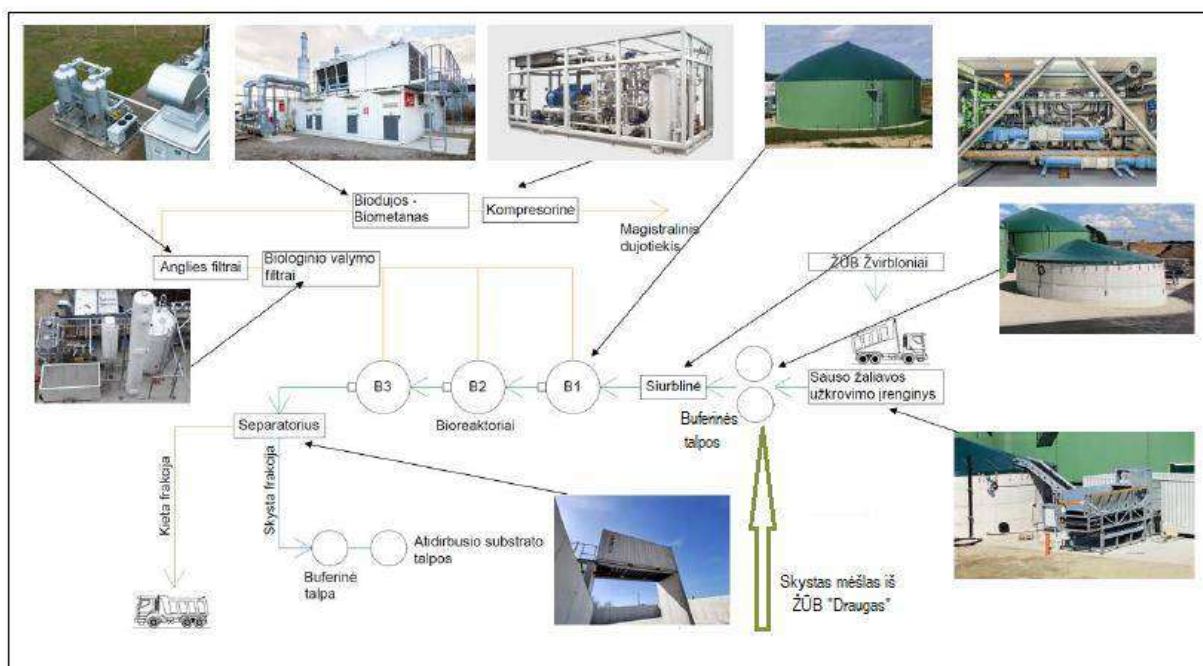 Biodujos -
Biometanas
Kompresorinė
Magistralinis
dujotiekis
Anglies filtrai
Biologinio valymo
filtrai
ŽŪB Žvirbloniai
B3
B2
B1
Siurblinė
Sauso žaliavos
užkrovimo įrenginys
Buferinės
talpos
Bioreaktoriai
Separatorius
Kieta frakcija
Skysta frakcija
Atidirbusio substrato
talpos
Buferinė
talpa
Skystas mėšlas iš
ŽŪB "Draugas"